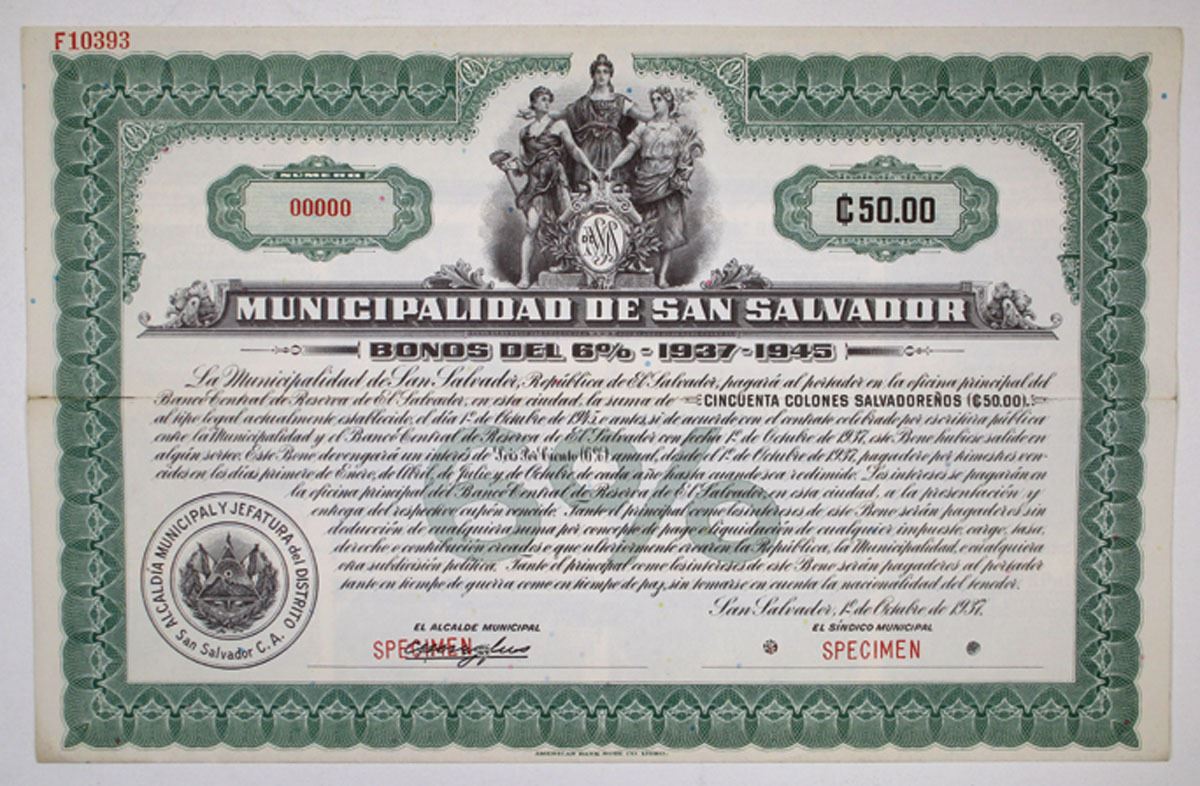 F10393
NUMERO
00000
₡50.00
MUNICIPALIDAD DE SAN SALVADOR
BONOS DEL 6% - 1937-1945
La Municipalidad de San Salvador, República de El Salvador, pagará al portador en la oficina principal del
Banco Central de Reserva de El Salvador, en esta ciudad, la suma de CINCUENTA COLONES SALVADOREÑOS (₡50.00).
al tipo legal actualmente establecido, el día 1º de Octubre de 1945 o antes, si de acuerdo con el contrato celebrado por escritura pública
entre la Municipalidad y el Banco Central de Reserva de El Salvador con fecha 1º de Octubre de 1937, este Bono hubiese salido en
algún sorteo. Este Bono devengará un interés de Seis Por Ciento (6%) anual, desde el 1º de Octubre de 1937, pagadero por trimestres ven-
cidos en los días primero de Enero, de Abril, de Julio y de Octubre de cada año hasta cuando sea redimido. Los intereses se pagarán en
la oficina principal del Banco Central de Reserva de El Salvador en esta ciudad, a la presentación y
entrega del respectivo cupón vencido. Tanto el principal como los intereses de este Bono serán pagaderos sin
deducción de cualquiera suma por concepto de pago o liquidación de cualquier impuesto, cargo, tasa,
derecho o contribución creados o que ulteriormente crearen la República, la Municipalidad, o cualquiera
otra subdivisión política. Tanto el principal como los intereses de este Bono serán pagaderos al portador
tanto en tiempo de guerra como en tiempo de paz, sin tomarse en cuenta la nacionalidad del tenedor.
6%
San Salvador, 1º de Octubre de 1937.
ALCALDÍA MUNICIPAL Y JEFATURA del DISTRITO
San Salvador C. A.
EL ALCALDE MUNICIPAL
SPECIMEN
EL SÍNDICO MUNICIPAL
SPECIMEN
AMERICAN BANK NOTE CO.